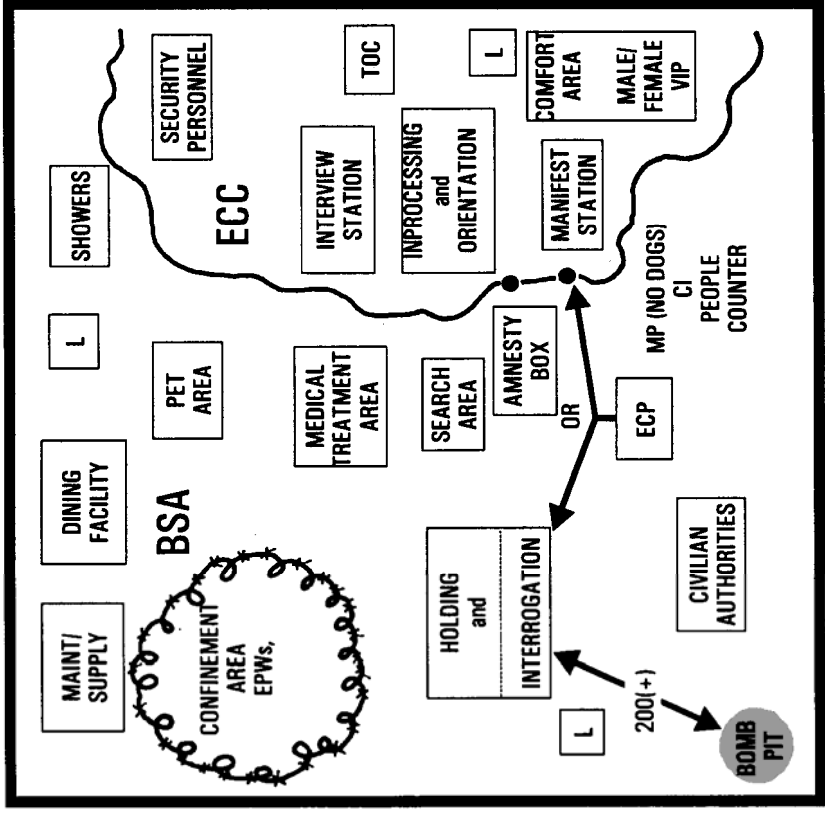 MAINT/
SUPPLY
DINING
FACILITY
L
SHOWERS
BSA
PET
AREA
SECURITY
PERSONNEL
CONFINEMENT
AREA
EPWs,
ECC
MEDICAL
TREATMENT
AREA
INTERVIEW
STATION
TOC
HOLDING
and
INTERROGATION
SEARCH
AREA
INPROCESSING
and
ORIENTATION
L
AMNESTY
BOX
COMFORT
AREA
MALE/
FEMALE
VIP
MANIFEST
STATION
L
OR
200(+)
ECP
MP (NO DOGS)
CI
PEOPLE
COUNTER
CIVILIAN
AUTHORITIES
BOMB
PIT